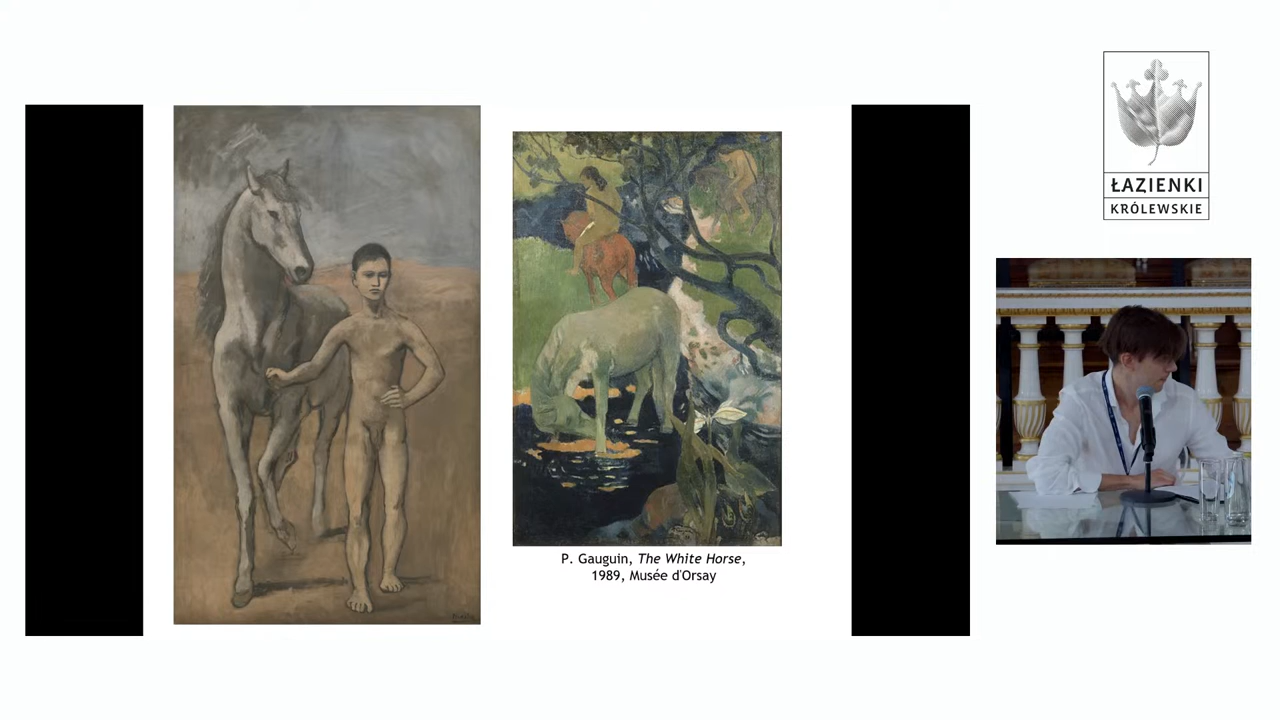 P. Gauguin, The White Horse,
1989, Musée d'Orsay
ŁAZIENKI
KRÓLEWSKIE